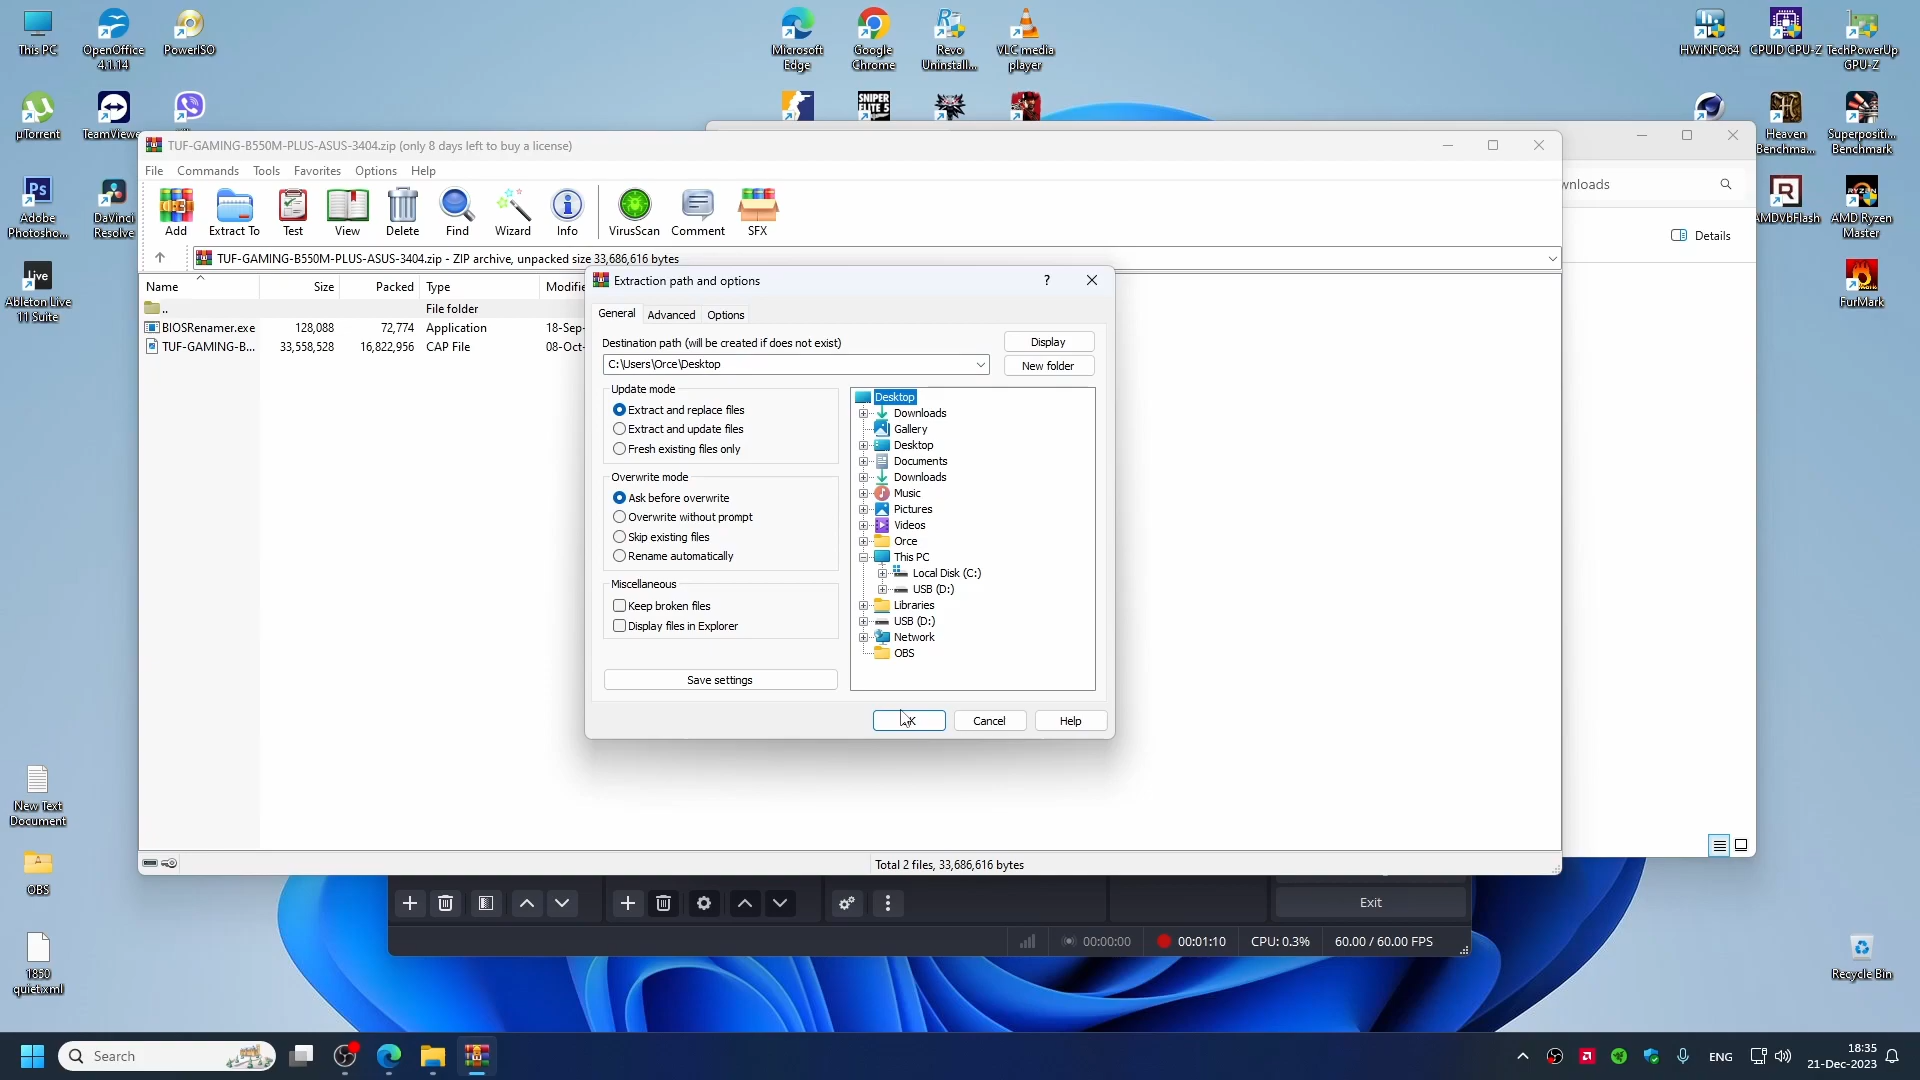 This PC
OpenOffice
4.1.14
PowerISO
Microsoft
Edge
Google
Chrome
Revo
Uninstall...
VLC media
player
HWiNFO64
CPUID CPU-Z
TechPowerUp
GPU-Z
µTorrent
TeamViewe
Heaven
Benchma...
Superpositi...
Benchmark
Adobe
Photosho...
DaVinci
Resolve
AMDVbFlash
AMD Ryzen
Master
Live
Ableton Live
11 Suite
FurMark
New Text
Document
OBS
1850
quiet.xml
Recycle Bin
TUF-GAMING-B550M-PLUS-ASUS-3404.zip (only 8 days left to buy a license)
File Commands Tools Favorites Options Help
Add Extract To Test View Delete Find Wizard Info VirusScan Comment SFX
TUF-GAMING-B550M-PLUS-ASUS-3404.zip - ZIP archive, unpacked size 33,686,616 bytes
Name Size Packed Type Modifie
.. File folder
BIOSRenamer.exe 128,088 72,774 Application 18-Sep-
TUF-GAMING-B... 33,558,528 16,822,956 CAP File 08-Oct-
Total 2 files, 33,686,616 bytes
wnloads
Details
Extraction path and options ?
General Advanced Options
Destination path (will be created if does not exist)
Display
C:\Users\Orce\Desktop
New folder
Update mode
Extract and replace files
Extract and update files
Fresh existing files only
Overwrite mode
Ask before overwrite
Overwrite without prompt
Skip existing files
Rename automatically
Miscellaneous
Keep broken files
Display files in Explorer
Save settings
Desktop
Downloads
Gallery
Desktop
Documents
Downloads
Music
Pictures
Videos
Orce
This PC
Local Disk (C:)
USB (D:)
Libraries
USB (D:)
Network
OBS
Cancel Help
Exit
00:00:00 00:01:10 CPU: 0.3% 60.00 / 60.00 FPS
Search
ENG
18:35
21-Dec-2023